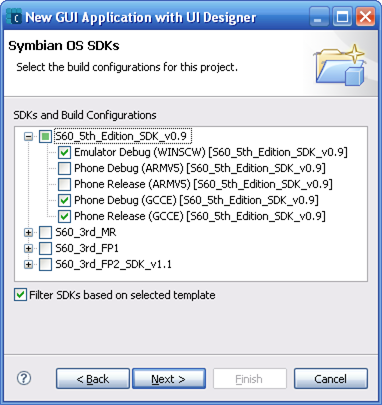 New GUI Application with UI Designer
Symbian OS SDKs
Select the build configurations for this project.
SDKs and Build Configurations
S60_5th_Edition_SDK_v0.9
Emulator Debug (WINSCW) [S60_5th_Edition_SDK_v0.9]
Phone Debug (ARMV5) [S60_5th_Edition_SDK_v0.9]
Phone Release (ARMV5) [S60_5th_Edition_SDK_v0.9]
Phone Debug (GCCE) [S60_5th_Edition_SDK_v0.9]
Phone Release (GCCE) [S60_5th_Edition_SDK_v0.9]
S60_3rd_MR
S60_3rd_FP1
S60_3rd_FP2_SDK_v1.1
Filter SDKs based on selected template
? < Back Next > Finish Cancel